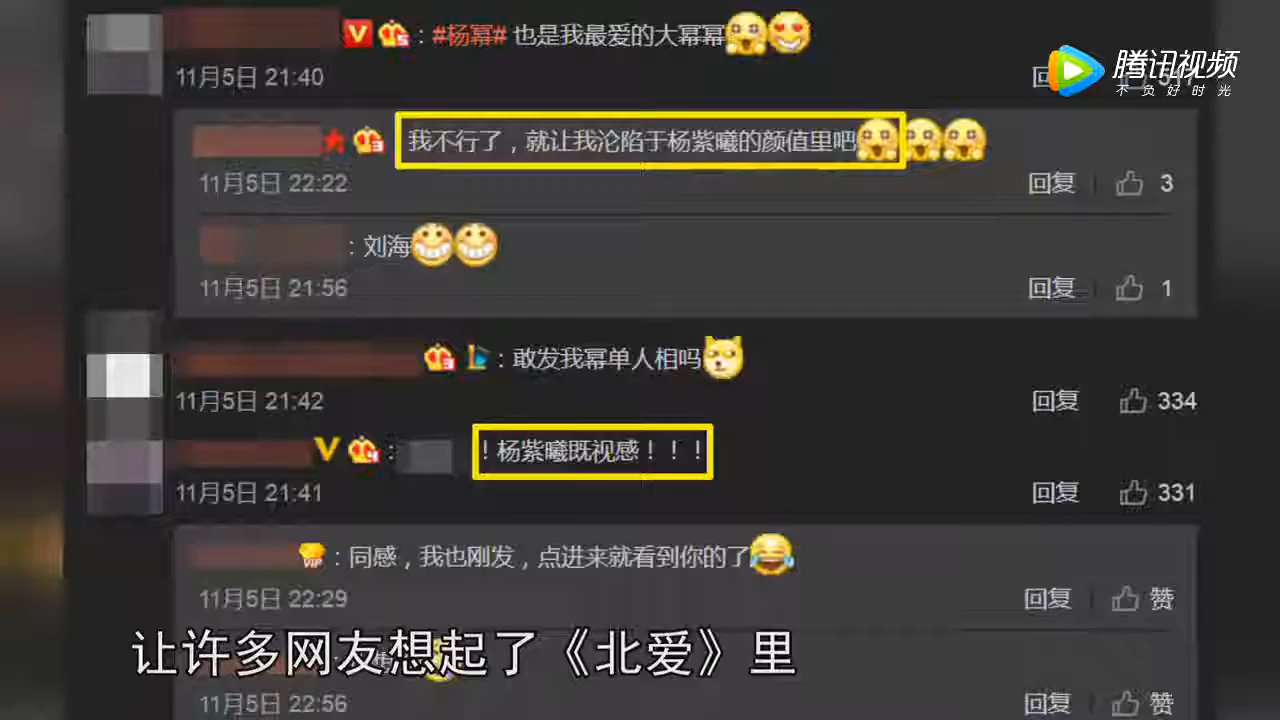 ：#杨幂# 也是我最爱的大幂幂
11月5日 21:40
腾讯视频
不负好时光
我不行了，就让我沦陷于杨紫曦的颜值里吧
11月5日 22:22 回复 3
：刘海
11月5日 21:56 回复 1
：敢发我幂单人相吗
11月5日 21:42 回复 334
：！杨紫曦既视感！！！
11月5日 21:41 回复 331
VIP：同感，我也刚发，点进来就看到你的了
11月5日 22:29 回复 赞
让许多网友想起了《北爱》里
11月5日 22:56 回复 赞